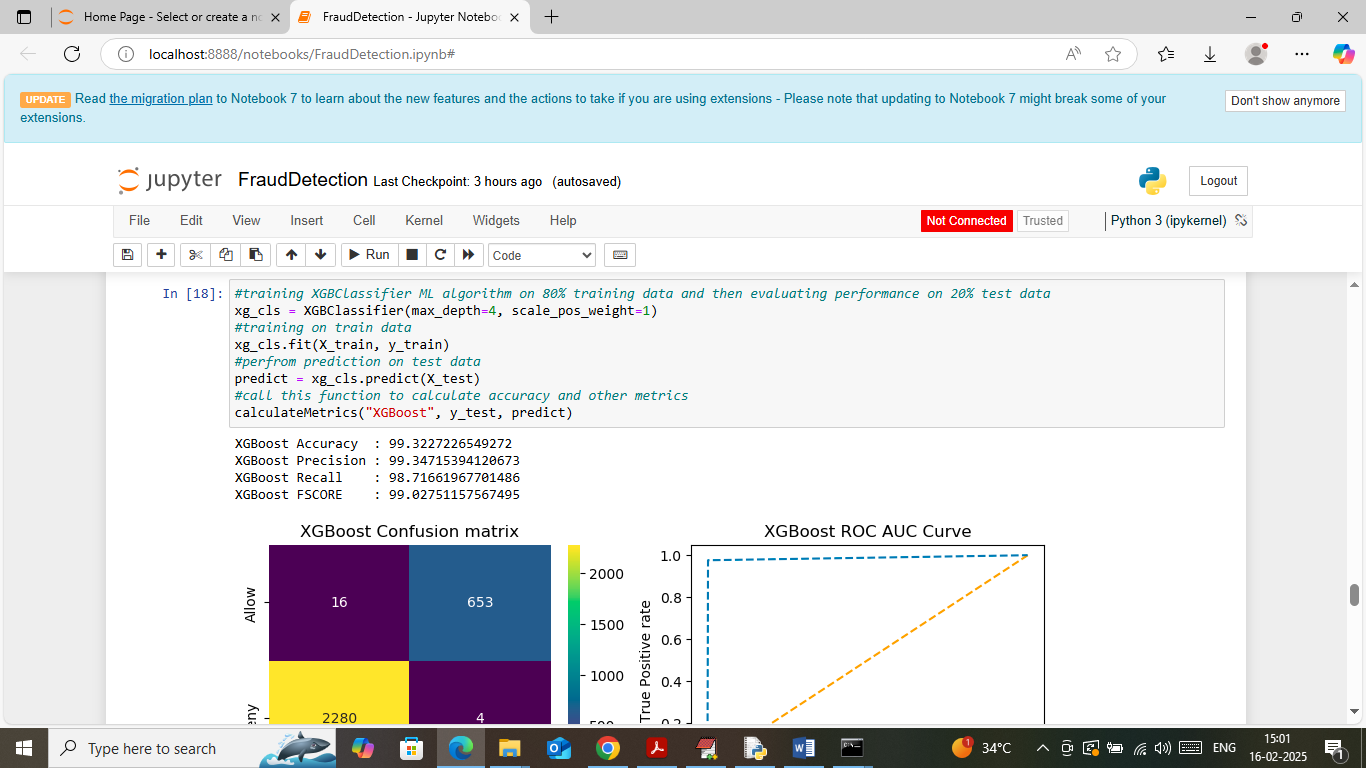 Home Page - Select or create a no
FraudDetection - Jupyter Noteboo
localhost:8888/notebooks/FraudDetection.ipynb#
UPDATE Read the migration plan to Notebook 7 to learn about the new features and the actions to take if you are using extensions - Please note that updating to Notebook 7 might break some of your
extensions.
Don't show anymore
jupyter FraudDetection Last Checkpoint: 3 hours ago (autosaved)
Logout
File Edit View Insert Cell Kernel Widgets Help
Not Connected Trusted Python 3 (ipykernel)
Run Code
In [18]: #training XGBClassifier ML algorithm on 80% training data and then evaluating performance on 20% test data
xg_cls = XGBClassifier(max_depth=4, scale_pos_weight=1)
#training on train data
xg_cls.fit(X_train, y_train)
#perfrom prediction on test data
predict = xg_cls.predict(X_test)
#call this function to calculate accuracy and other metrics
calculateMetrics("XGBoost", y_test, predict)
XGBoost Accuracy : 99.3227226549272
XGBoost Precision : 99.34715394120673
XGBoost Recall : 98.71661967701486
XGBoost FSCORE : 99.02751157567495
XGBoost Confusion matrix
Allow
16 653
2280 4
2000
1500
1000
500
XGBoost ROC AUC Curve
True Positive rate
1.0
0.8
0.6
0.4
0.2
Type here to search
34°C
ENG
15:01
16-02-2025
1